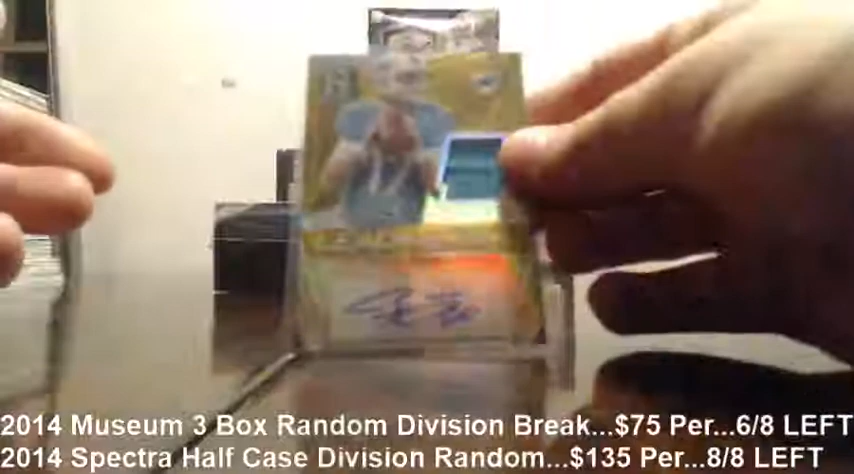 2014 Museum 3 Box Random Division Break...$75 Per...6/8 LEFT
2014 Spectra Half Case Division Random...$135 Per...8/8 LEFT